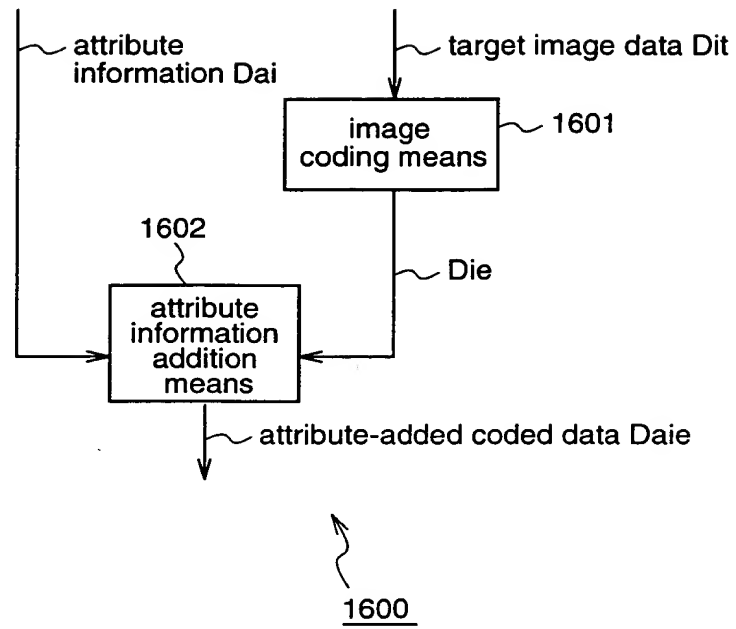 attribute
information Dai
target image data Dit
image
coding means
1601
1602
Die
attribute
information
addition
means
attribute-added coded data Daie
1600